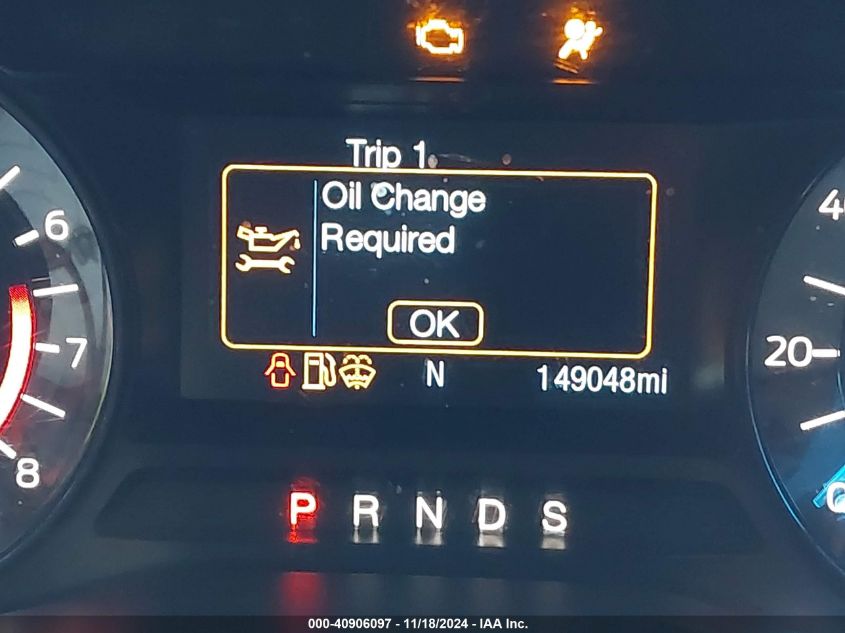 Trip 1
Oil Change
Required
OK
N
149048mi
6
7
8
20
P R N D S
000-40906097 - 11/18/2024 - IAA Inc.